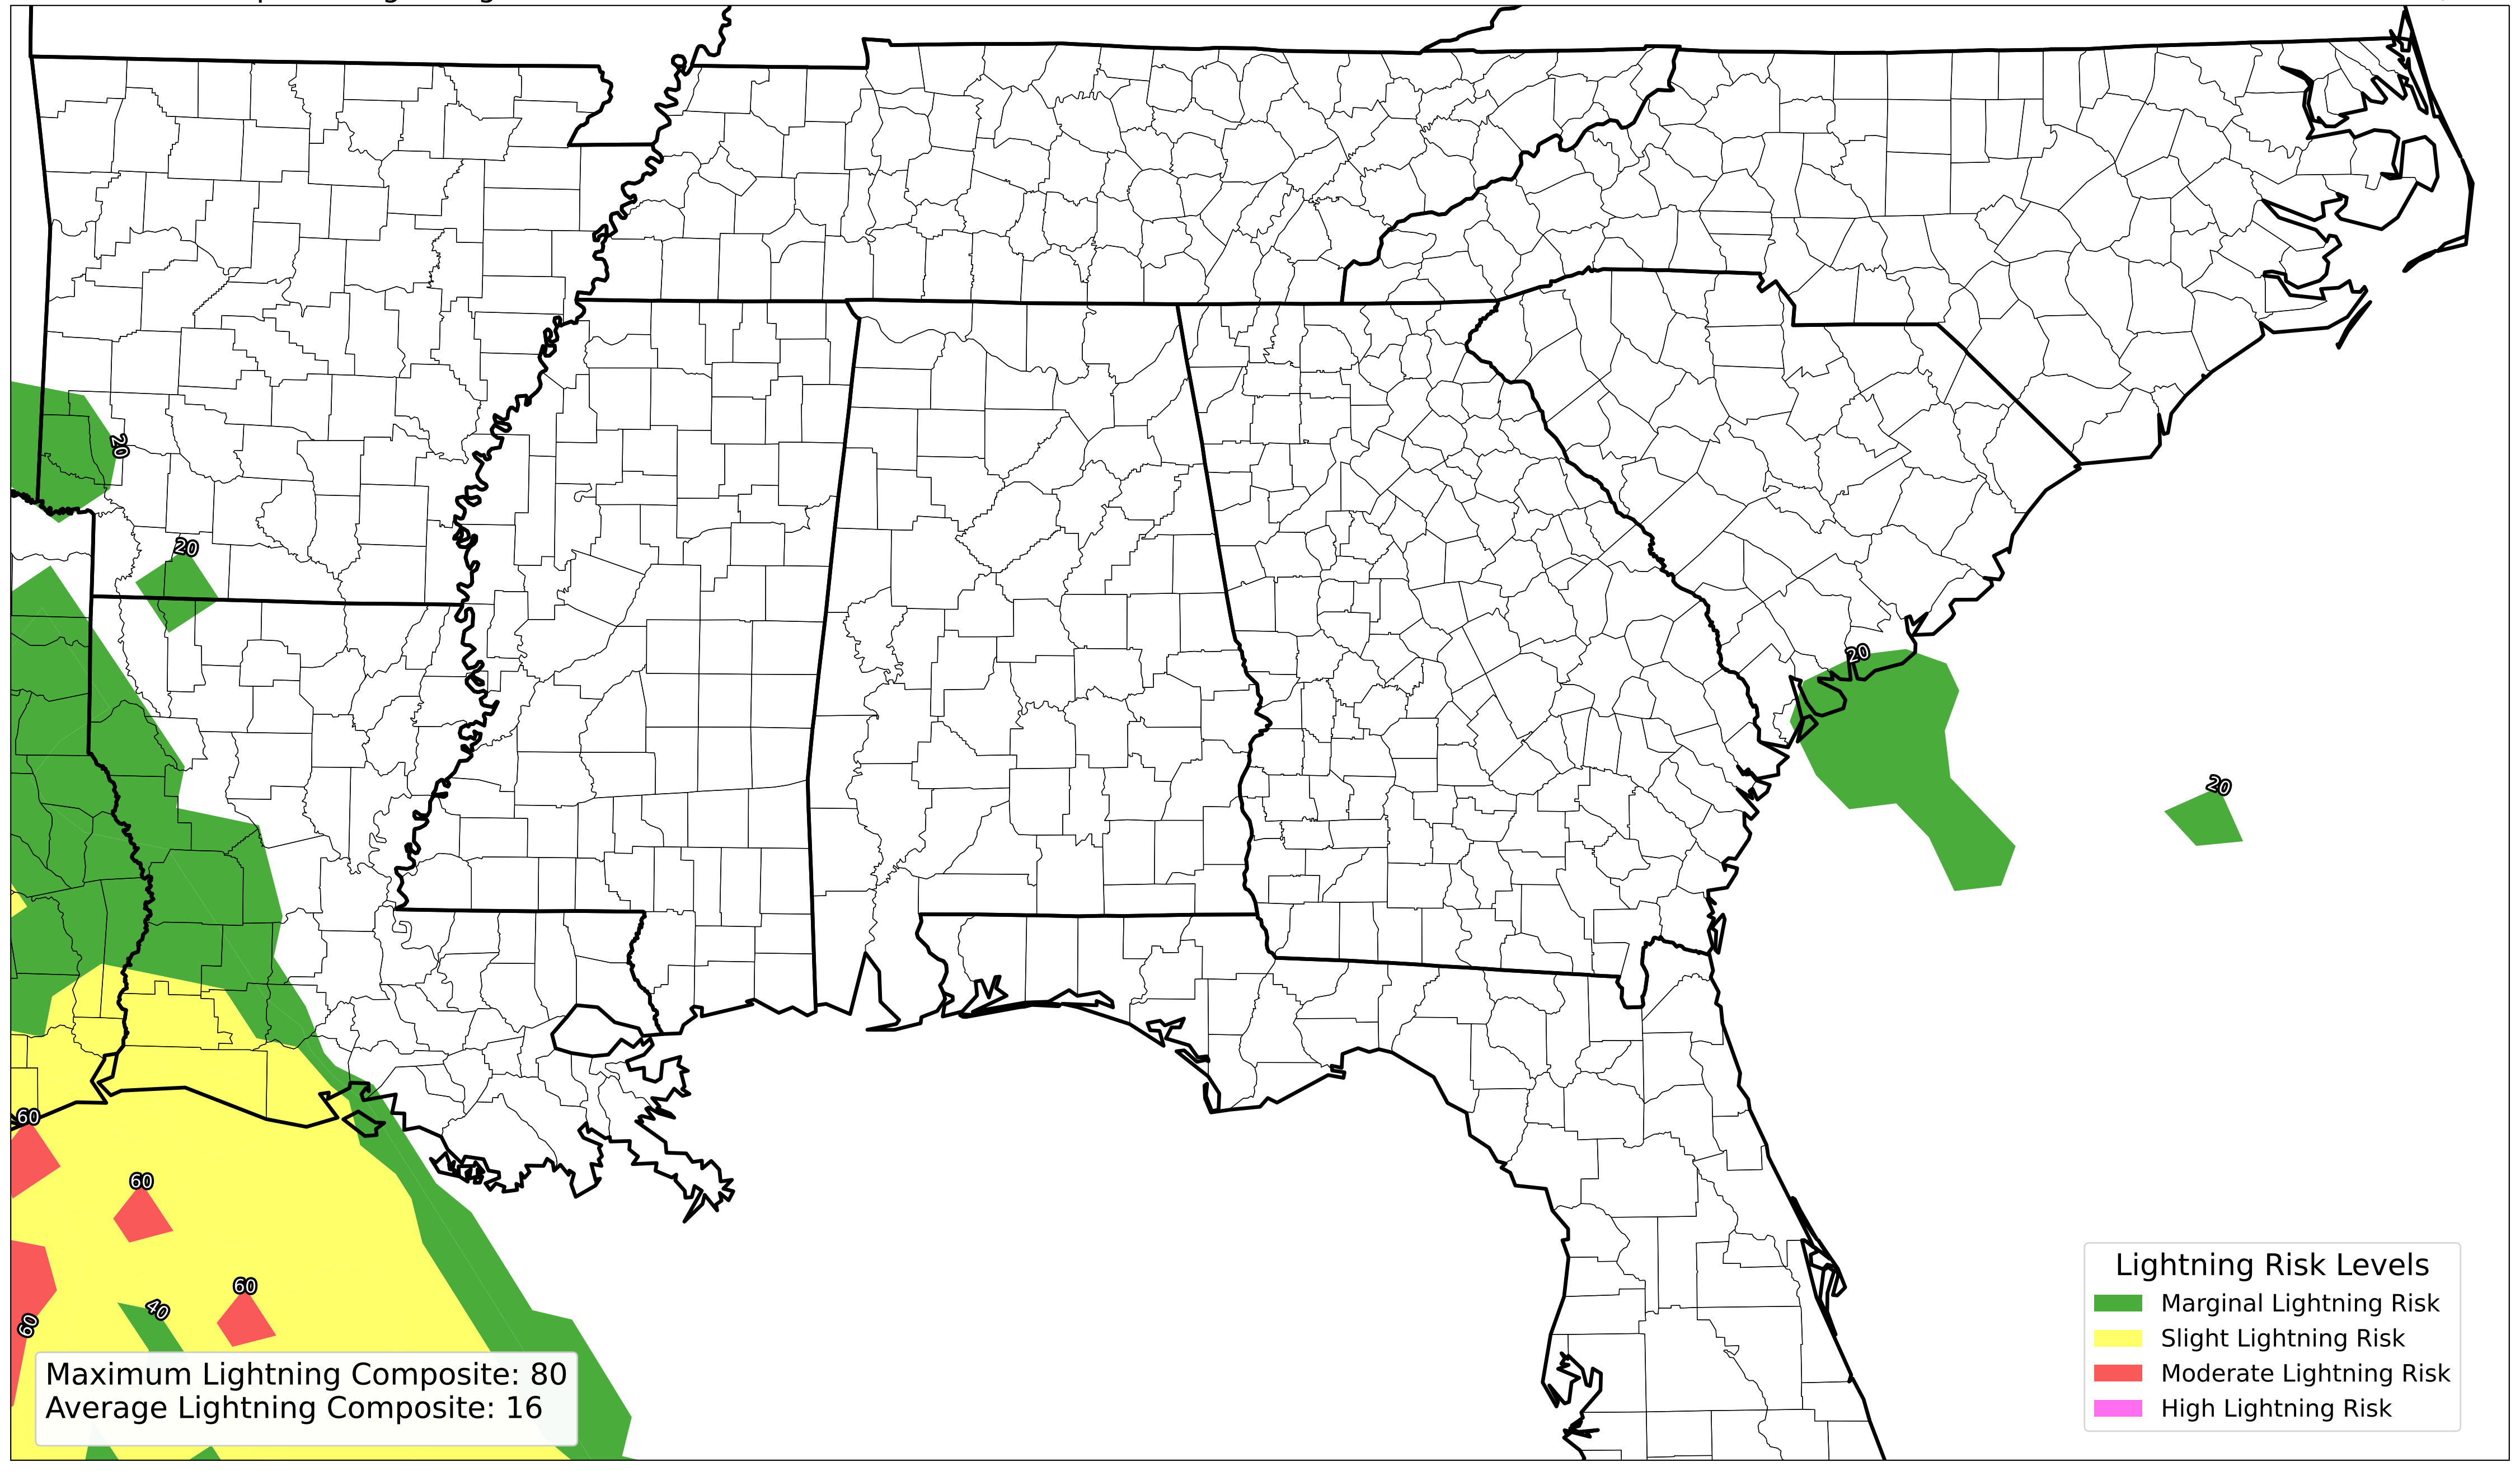 20
20
20
20
60
60
60
40
60
Lightning Risk Levels
Marginal Lightning Risk
Slight Lightning Risk
Moderate Lightning Risk
High Lightning Risk
Maximum Lightning Composite: 80
Average Lightning Composite: 16